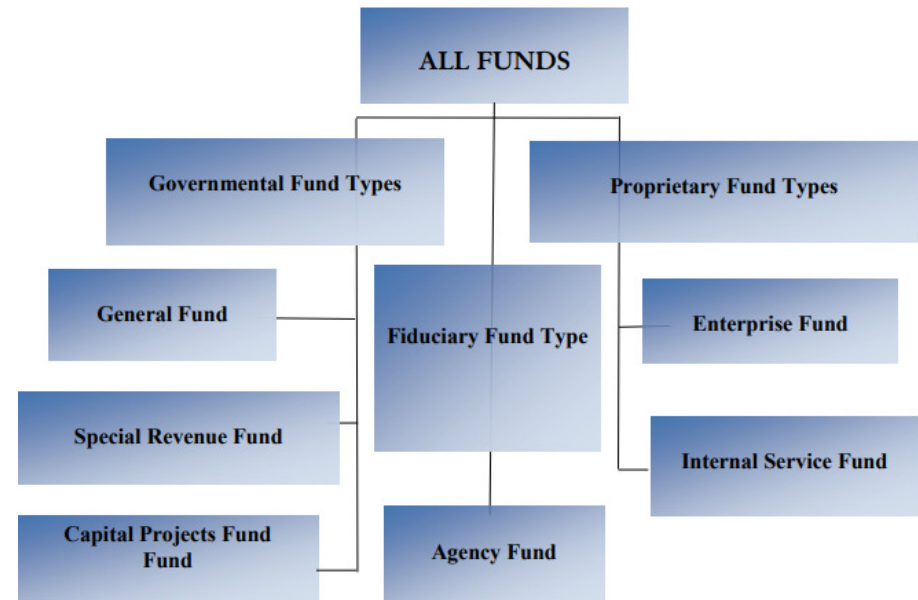 ALL FUNDS
Governmental Fund Types
Proprietary Fund Types
General Fund
Fiduciary Fund Type
Enterprise Fund
Special Revenue Fund
Internal Service Fund
Capital Projects Fund
Fund
Agency Fund